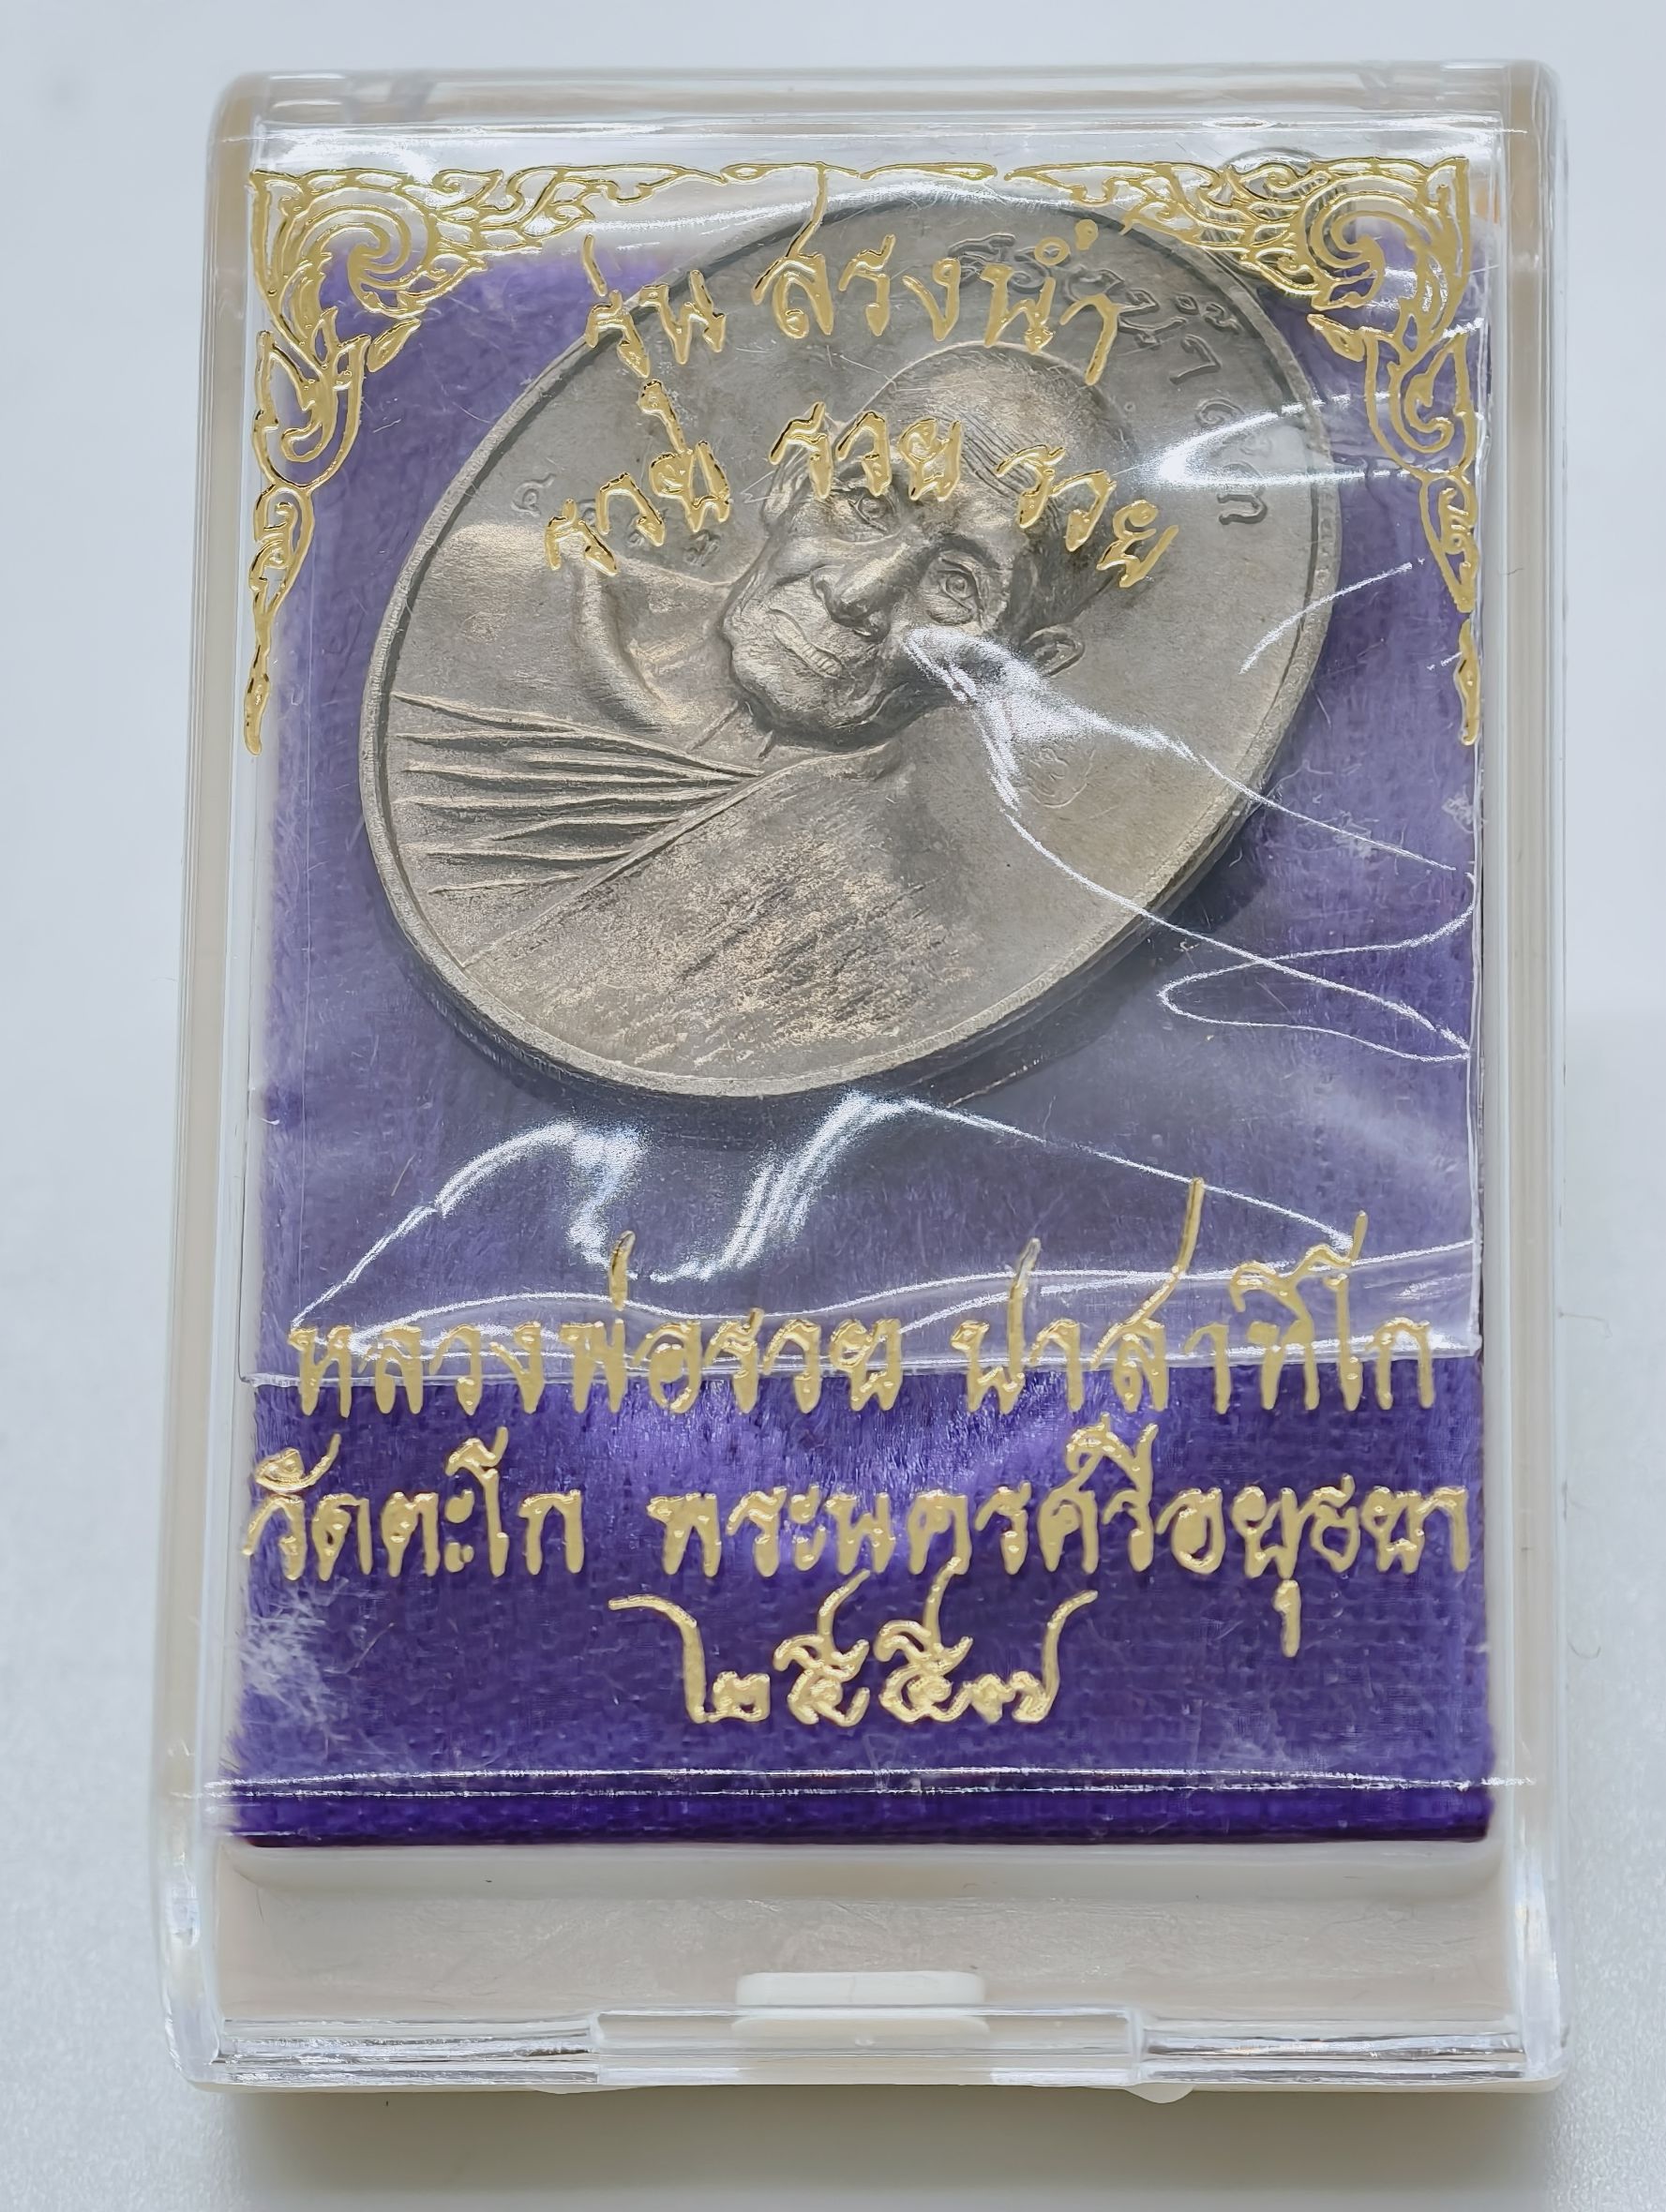 รุ่น สรงน้ำ
รวย รวย รวย
หลวงพ่อรวย ปาสาทิโก
วัดตะโก พระนครศรีอยุธยา
๒๕๕๗